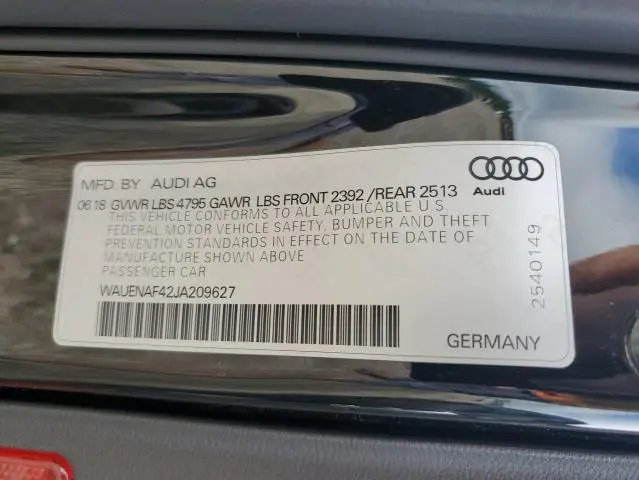 MFD. BY AUDI AG
06 18 GVWR LBS 4795 GAWR LBS FRONT 2392 /REAR 2513
THIS VEHICLE CONFORMS TO ALL APPLICABLE U S
FEDERAL MOTOR VEHICLE SAFETY, BUMPER AND THEFT
PREVENTION STANDARDS IN EFFECT ON THE DATE OF
MANUFACTURE SHOWN ABOVE
PASSENGER CAR
WAUENAF42JA209627
Audi
2540149
GERMANY